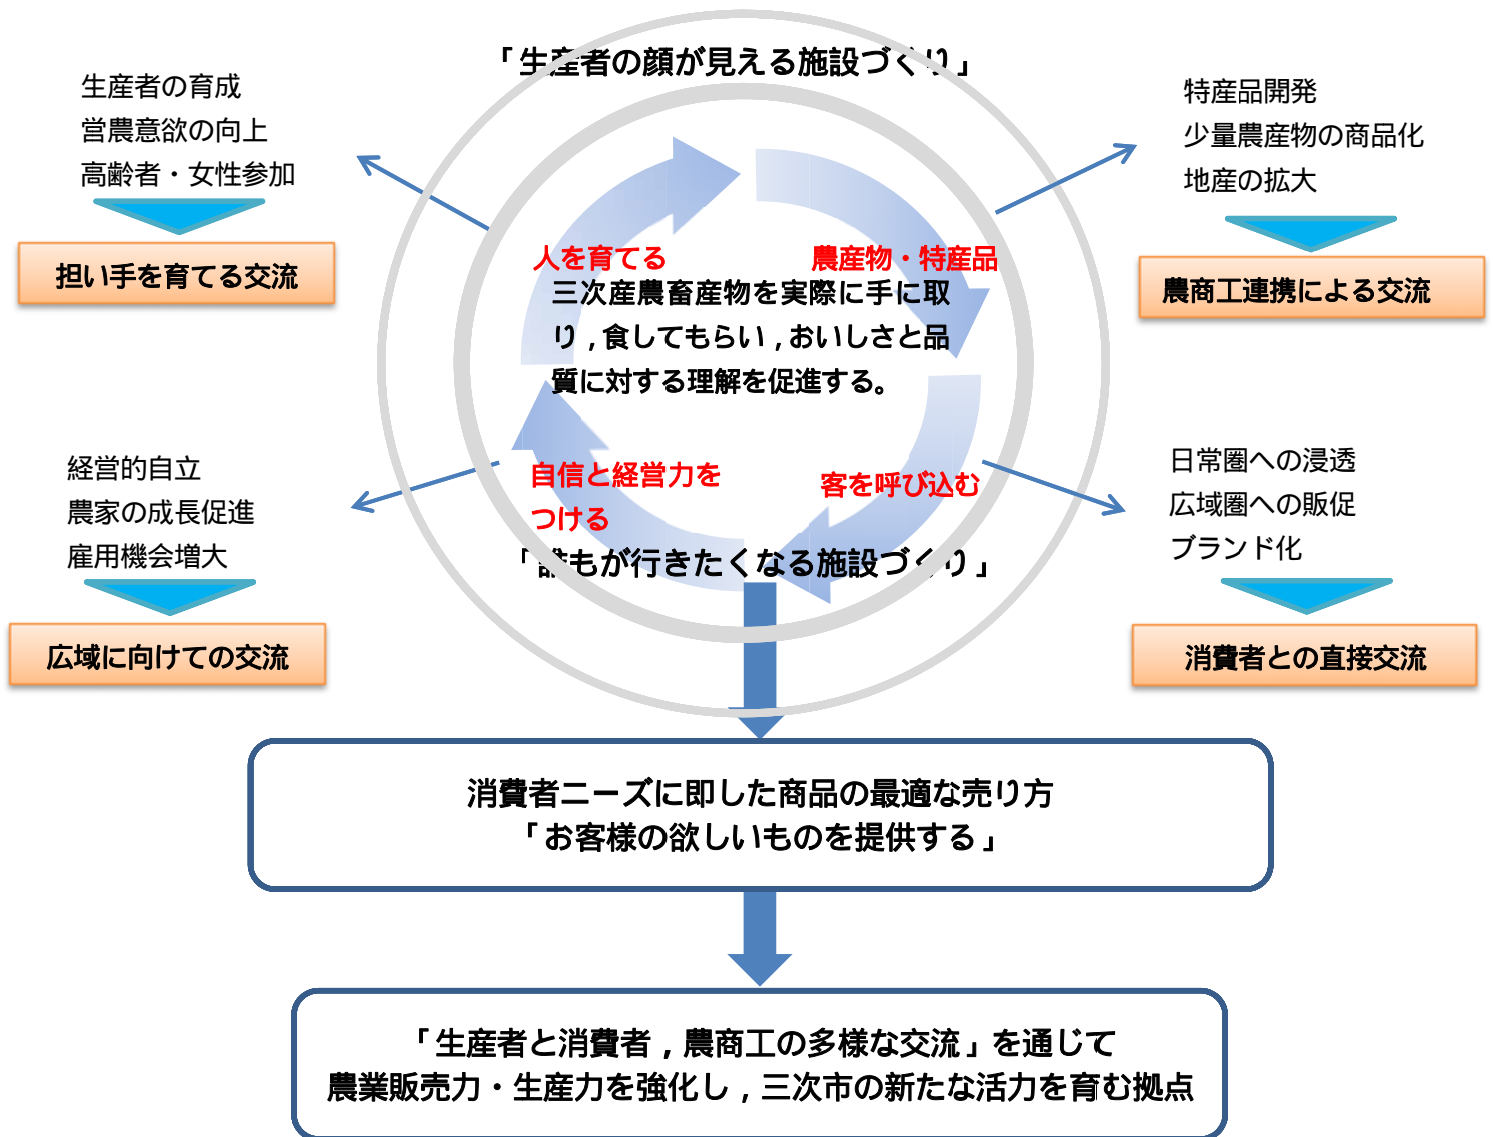 「生産者の顔が見える施設づくり」
生産者の育成
営農意欲の向上
高齢者・女性参加
担い手を育てる交流
特産品開発
少量農産物の商品化
地産の拡大
農商工連携による交流
人を育てる
農産物・特産品
三次産農畜産物を実際に手に取
り,食してもらい,おいしさと品
質に対する理解を促進する。
自信と経営力を
つける
客を呼び込む
「誰もが行きたくなる施設づくり」
経営的自立
農家の成長促進
雇用機会増大
広域に向けての交流
日常圏への浸透
広域圏への販促
ブランド化
消費者との直接交流
消費者ニーズに即した商品の最適な売り方
「お客様の欲しいものを提供する」
「生産者と消費者,農商工の多様な交流」を通じて
農業販売力・生産力を強化し,三次市の新たな活力を育む拠点